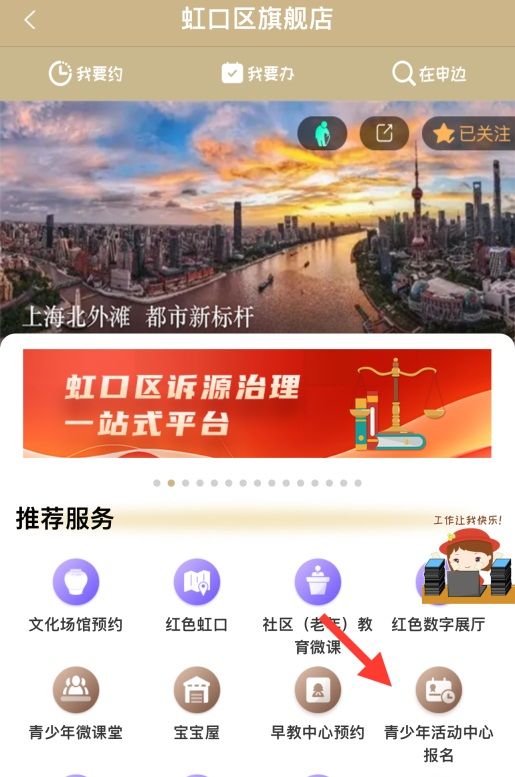 虹口区旗舰店
我要约
我要办
在申边
已关注
上海北外滩 都市新标杆
虹口区诉源治理
一站式平台
推荐服务
工作让我快乐!
文化场馆预约
红色虹口
社区（老年）教
育微课
红色数字展厅
青少年微课堂
宝宝屋
早教中心预约
青少年活动中心
报名